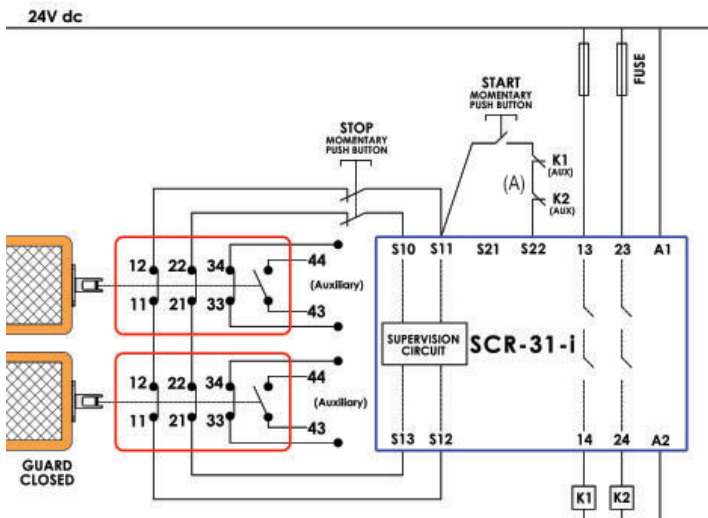 24V dc
FUSE
START
MOMENTARY
PUSH BUTTON
STOP
MOMENTARY
PUSH BUTTON
K1
(AUX)
(A)
K2
(AUX)
S10 S11 S21 S22 13 23 A1
12 22 34
44
(Auxiliary)
11 21 33
43
SUPERVISION
CIRCUIT
SCR-31-i
12 22 34
44
(Auxiliary)
11 21 33
43
S13 S12 14 24 A2
GUARD
CLOSED
K1 K2